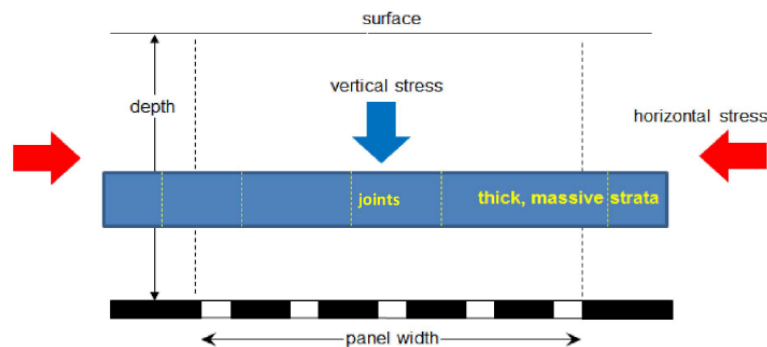 surface
vertical stress
depth
horizontal stress
joints
thick, massive strata
panel width